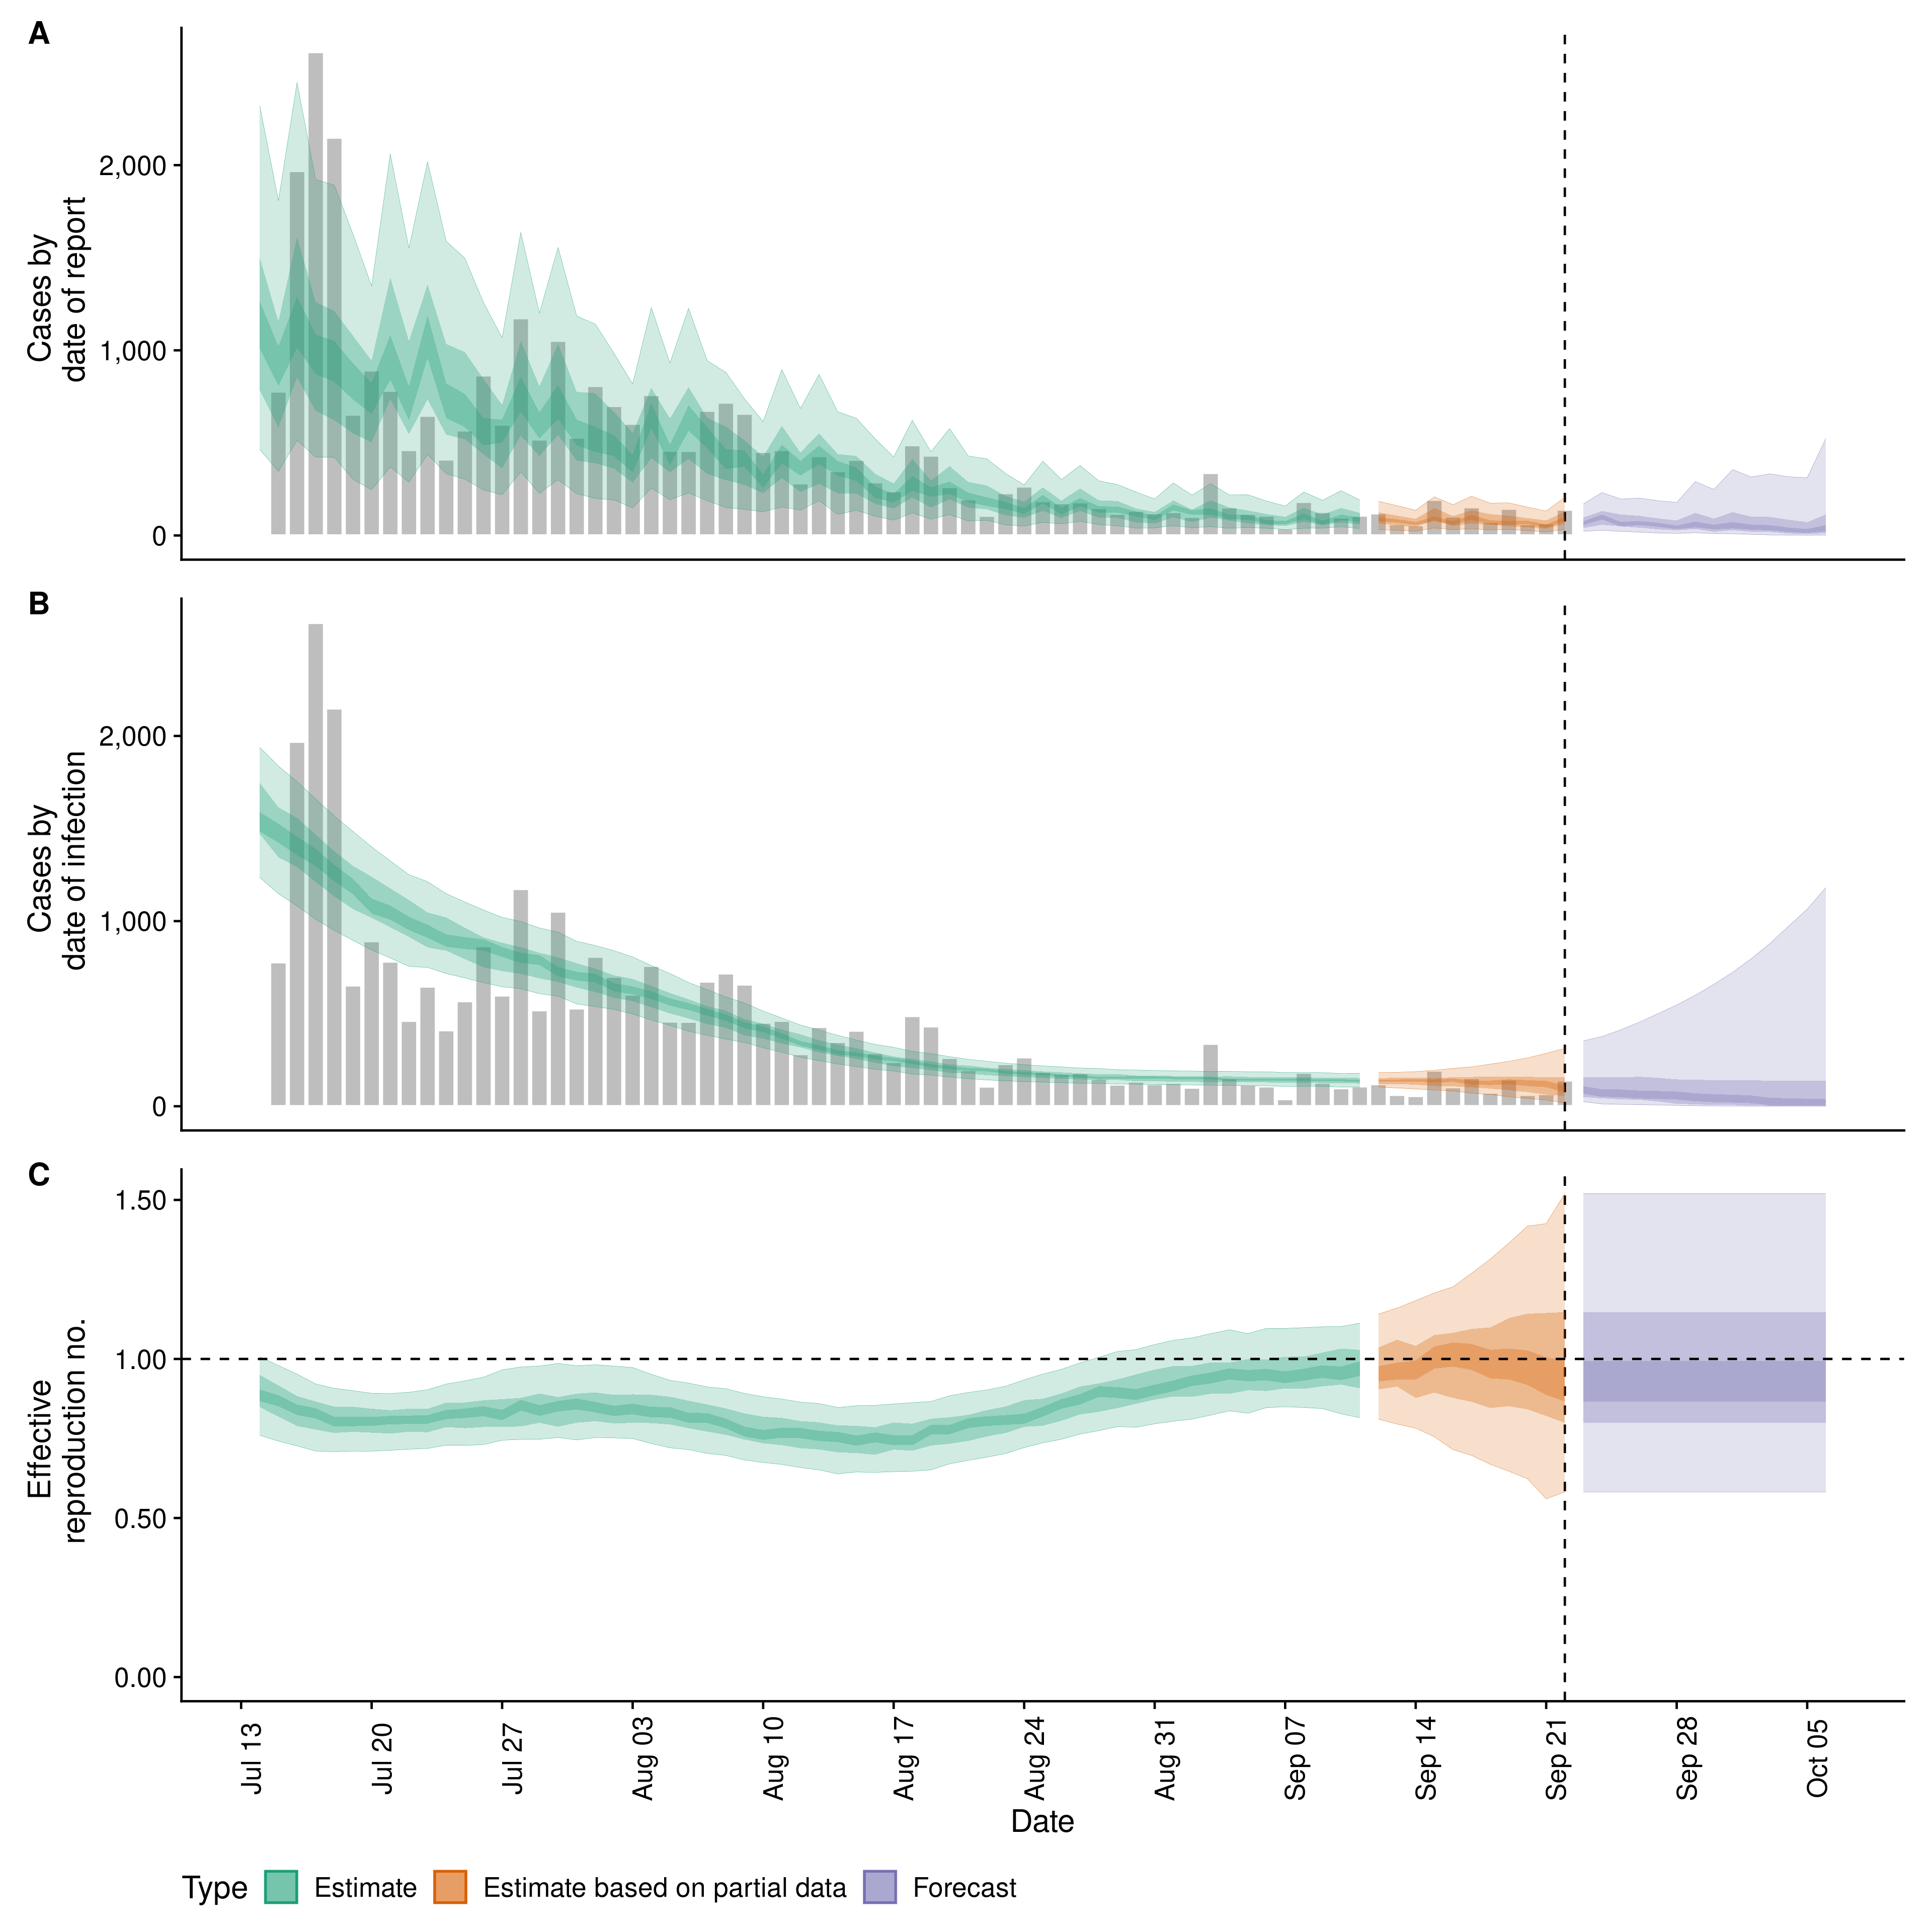 A
Cases by
date of report
2,000
1,000
0
B
Cases by
date of infection
2,000
1,000
0
C
Effective
reproduction no.
1.50
1.00
0.50
0.00
Jul 13
Jul 20
Jul 27
Aug 03
Aug 10
Aug 17
Aug 24
Aug 31
Sep 07
Sep 14
Sep 21
Sep 28
Oct 05
Date
Type Estimate Estimate based on partial data Forecast